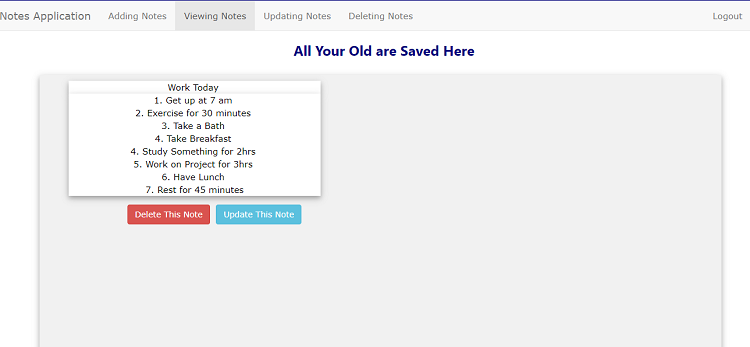 Notes Application Adding Notes Viewing Notes Updating Notes Deleting Notes Logout
All Your Old are Saved Here
Work Today
1. Get up at 7 am
2. Exercise for 30 minutes
3. Take a Bath
4. Take Breakfast
4. Study Something for 2hrs
5. Work on Project for 3hrs
6. Have Lunch
7. Rest for 45 minutes
Delete This Note Update This Note